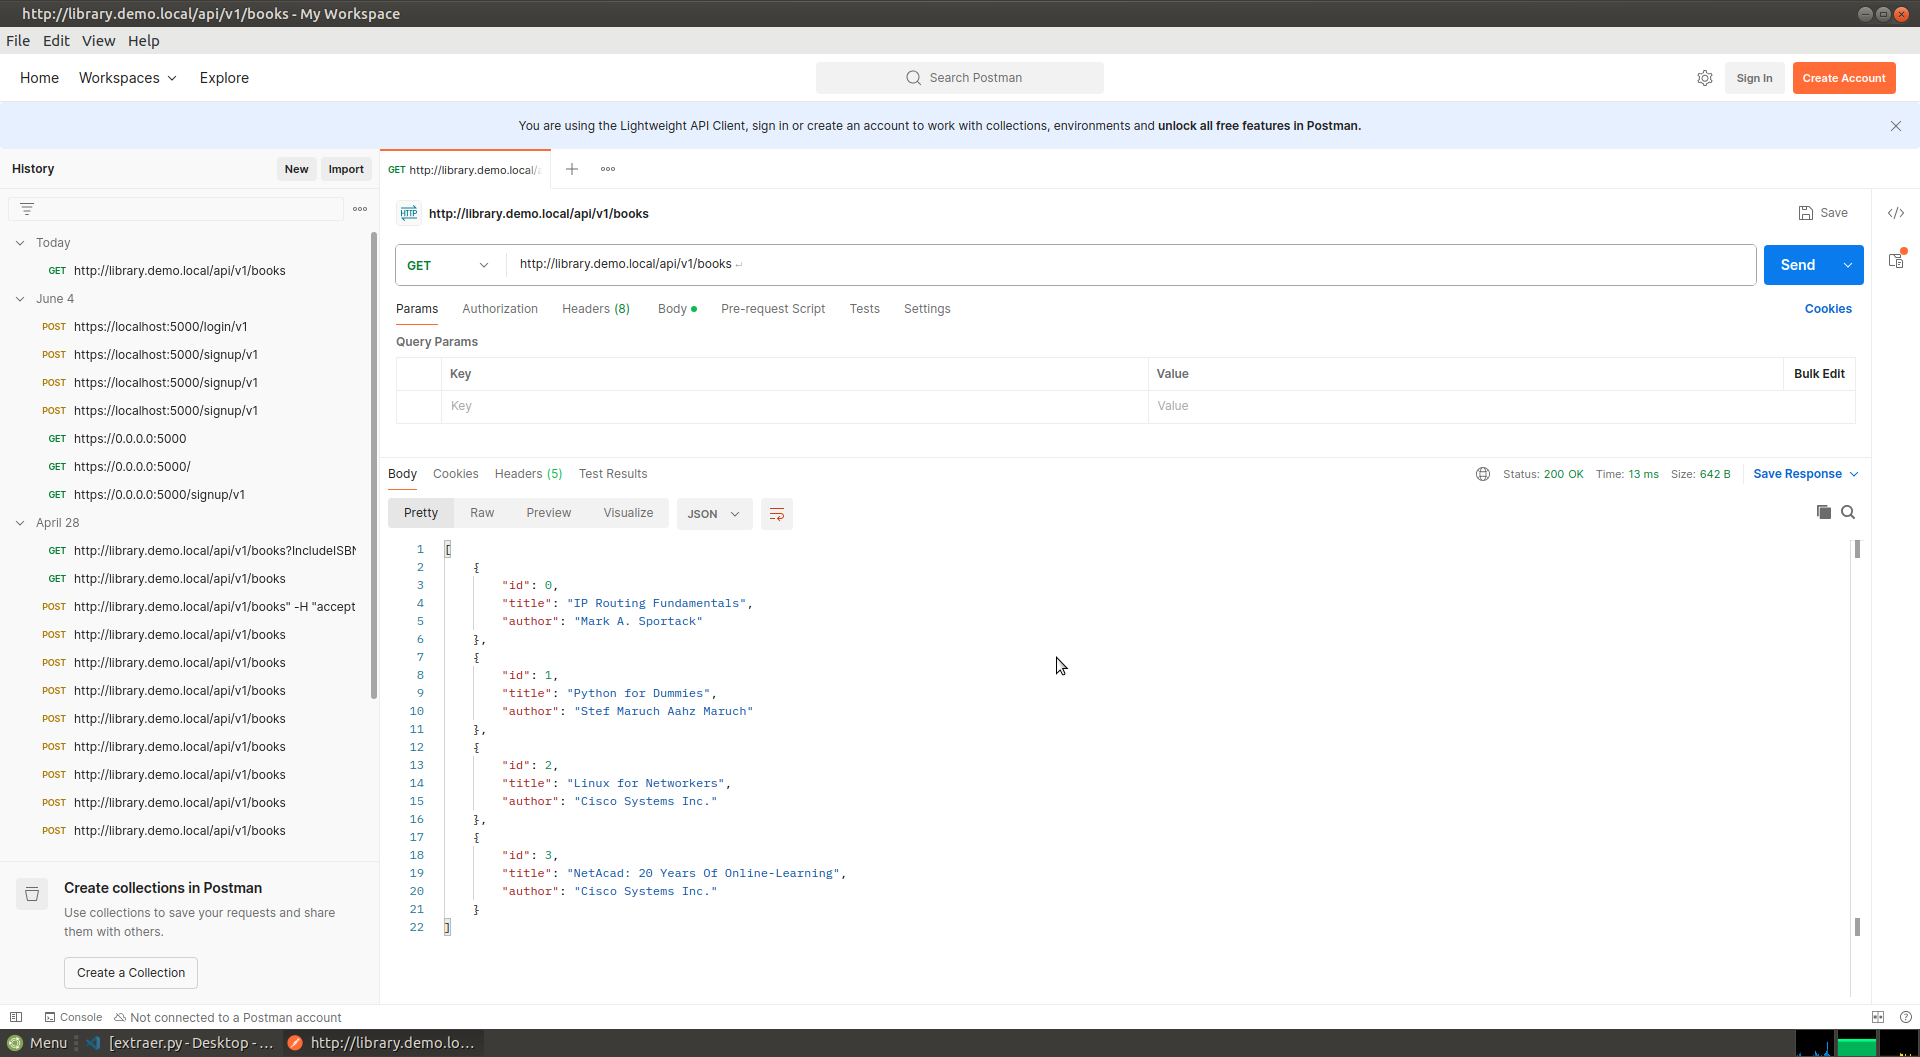 http://library.demo.local/api/v1/books - My Workspace
File Edit View Help
Home Workspaces Explore
Search Postman
Sign In
Create Account
You are using the Lightweight API Client, sign in or create an account to work with collections, environments and unlock all free features in Postman.
History
New
Import
Today
GET http://library.demo.local/api/v1/books
June 4
POST https://localhost:5000/login/v1
POST https://localhost:5000/signup/v1
POST https://localhost:5000/signup/v1
POST https://localhost:5000/signup/v1
GET https://0.0.0.0:5000
GET https://0.0.0.0:5000/
GET https://0.0.0.0:5000/signup/v1
April 28
GET http://library.demo.local/api/v1/books?IncludeISBN
GET http://library.demo.local/api/v1/books
POST http://library.demo.local/api/v1/books" -H "accept
POST http://library.demo.local/api/v1/books
POST http://library.demo.local/api/v1/books
POST http://library.demo.local/api/v1/books
POST http://library.demo.local/api/v1/books
POST http://library.demo.local/api/v1/books
POST http://library.demo.local/api/v1/books
POST http://library.demo.local/api/v1/books
POST http://library.demo.local/api/v1/books
Create collections in Postman
Use collections to save your requests and share
them with others.
Create a Collection
GET http://library.demo.local/
HTTP http://library.demo.local/api/v1/books
Save
GET http://library.demo.local/api/v1/books
Send
Params Authorization Headers (8) Body Pre-request Script Tests Settings
Cookies
Query Params
Key Value Bulk Edit
Key Value
Body Cookies Headers (5) Test Results
Status: 200 OK Time: 13 ms Size: 642 B
Save Response
Pretty Raw Preview Visualize JSON
1 [
2 {
3 "id": 0,
4 "title": "IP Routing Fundamentals",
5 "author": "Mark A. Sportack"
6 },
7 {
8 "id": 1,
9 "title": "Python for Dummies",
10 "author": "Stef Maruch Aahz Maruch"
11 },
12 {
13 "id": 2,
14 "title": "Linux for Networkers",
15 "author": "Cisco Systems Inc."
16 },
17 {
18 "id": 3,
19 "title": "NetAcad: 20 Years Of Online-Learning",
20 "author": "Cisco Systems Inc."
21 }
22 ]
Console Not connected to a Postman account
Menu [extraer.py - Desktop - ... http://library.demo.lo...